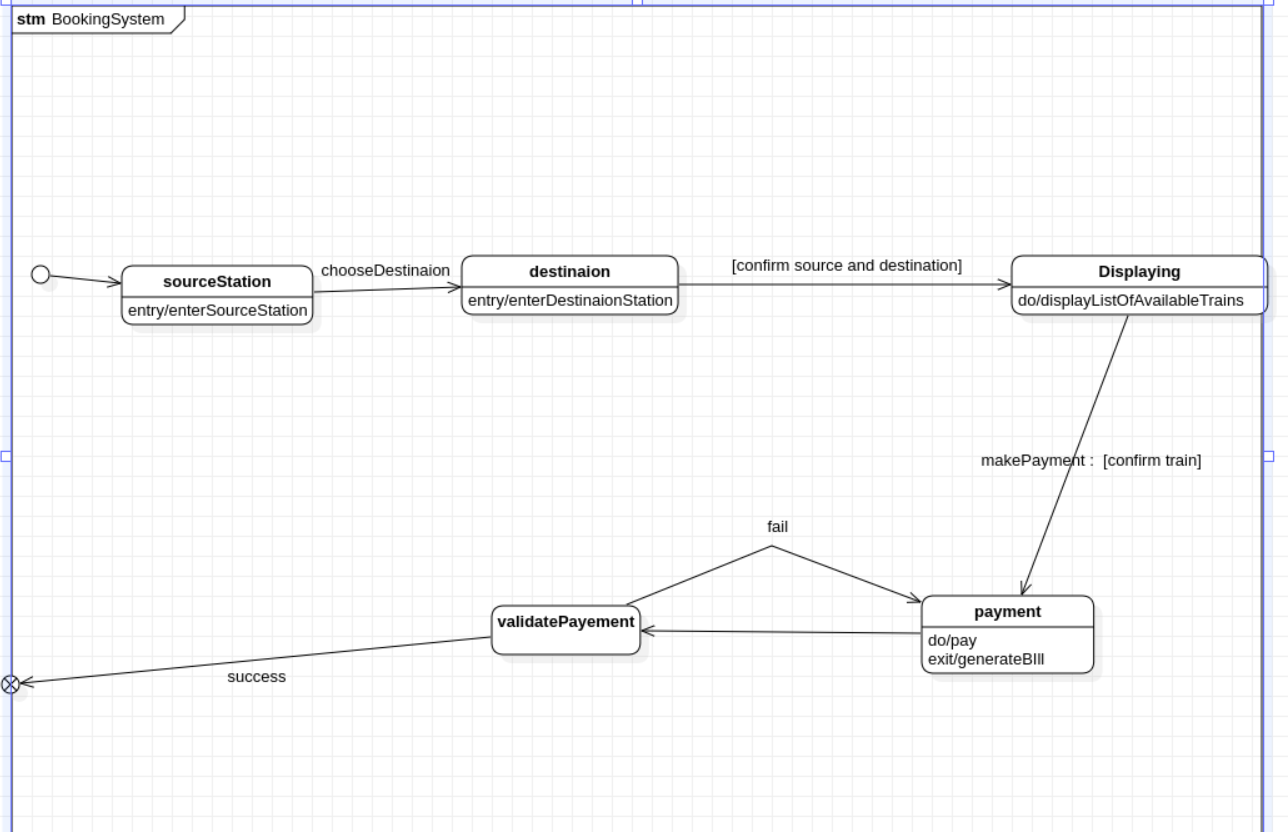 stm BookingSystem
sourceStation
entry/enterSourceStation
chooseDestinaion
destinaion
entry/enterDestinaionStation
[confirm source and destination]
Displaying
do/displayListOfAvailableTrains
makePayment :  [confirm train]
fail
validatePayement
payment
do/pay
exit/generateBIll
success